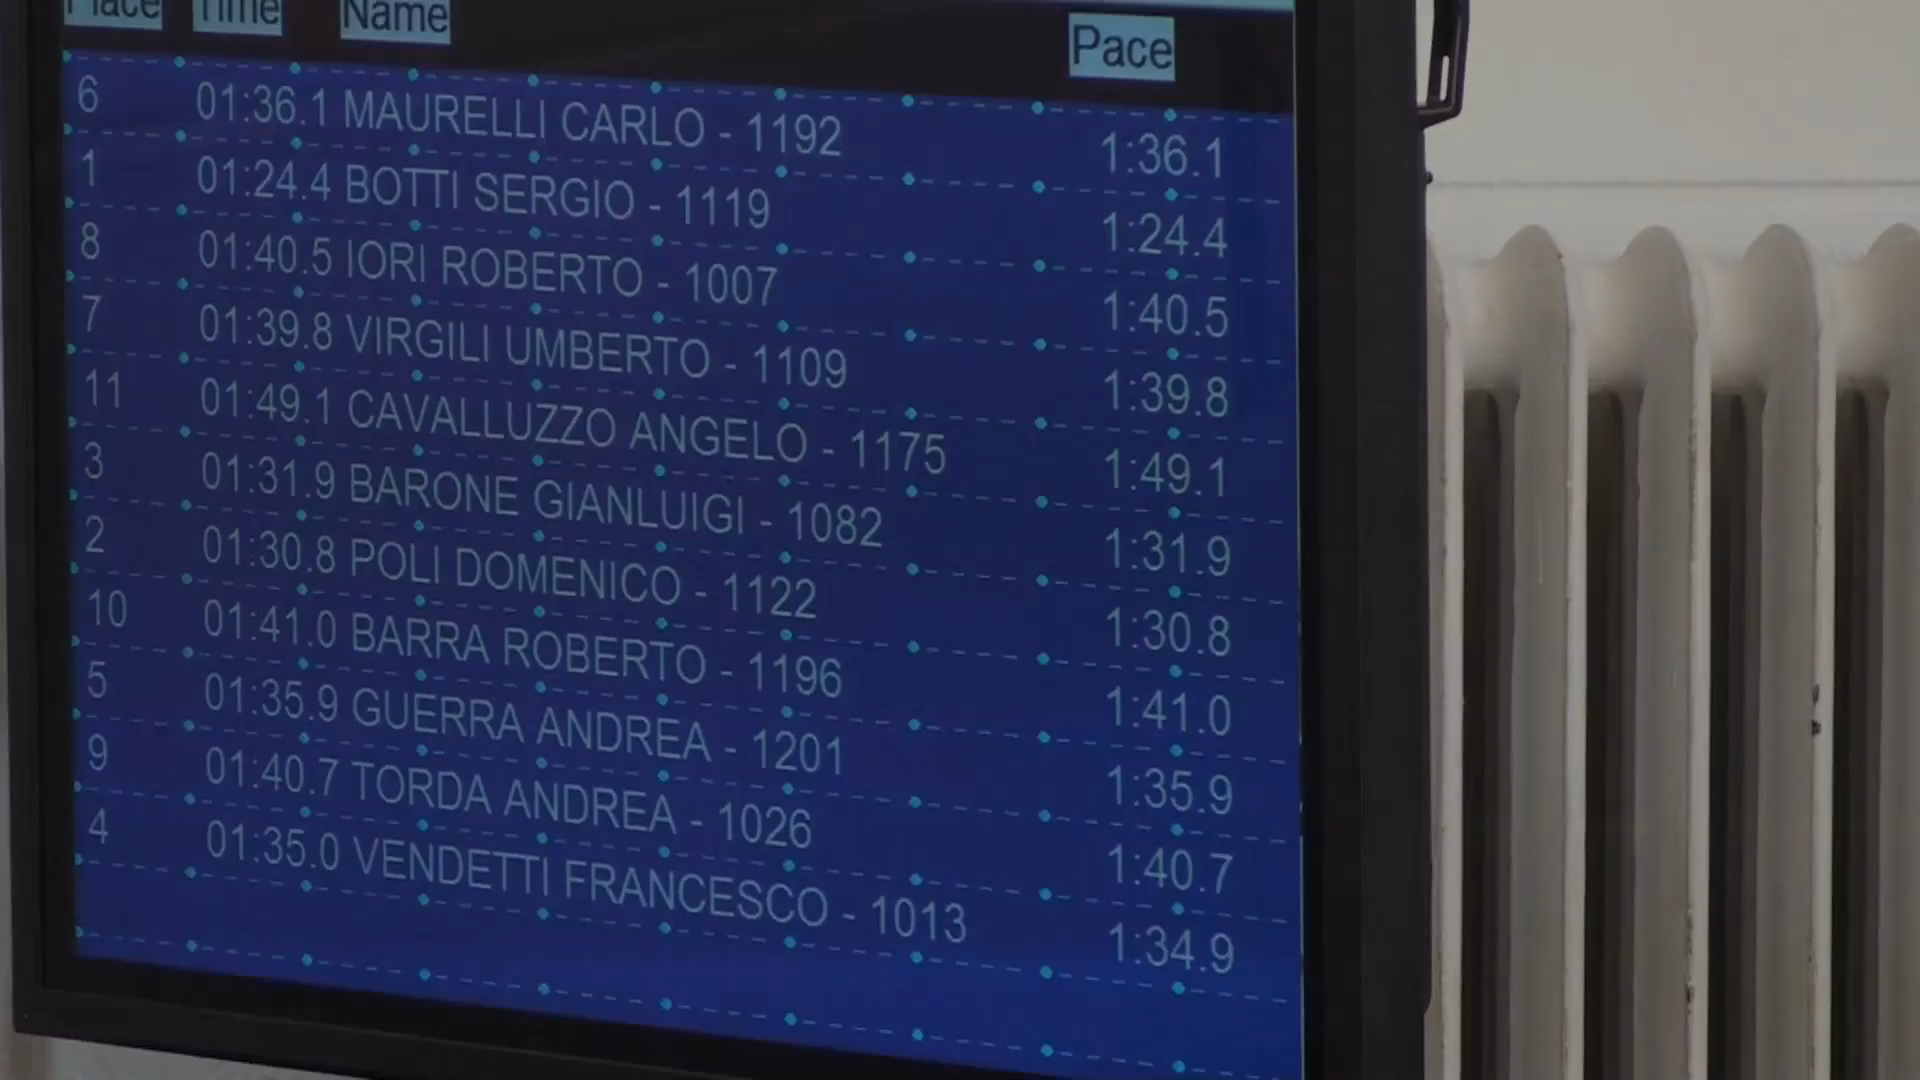 Place Time Name Pace
6 01:36.1 MAURELLI CARLO - 1192 1:36.1
1 01:24.4 BOTTI SERGIO - 1119 1:24.4
8 01:40.5 IORI ROBERTO - 1007 1:40.5
7 01:39.8 VIRGILI UMBERTO - 1109 1:39.8
11 01:49.1 CAVALLUZZO ANGELO - 1175 1:49.1
3 01:31.9 BARONE GIANLUIGI - 1082 1:31.9
2 01:30.8 POLI DOMENICO - 1122 1:30.8
10 01:41.0 BARRA ROBERTO - 1196 1:41.0
5 01:35.9 GUERRA ANDREA - 1201 1:35.9
9 01:40.7 TORDA ANDREA - 1026 1:40.7
4 01:35.0 VENDETTI FRANCESCO - 1013 1:34.9